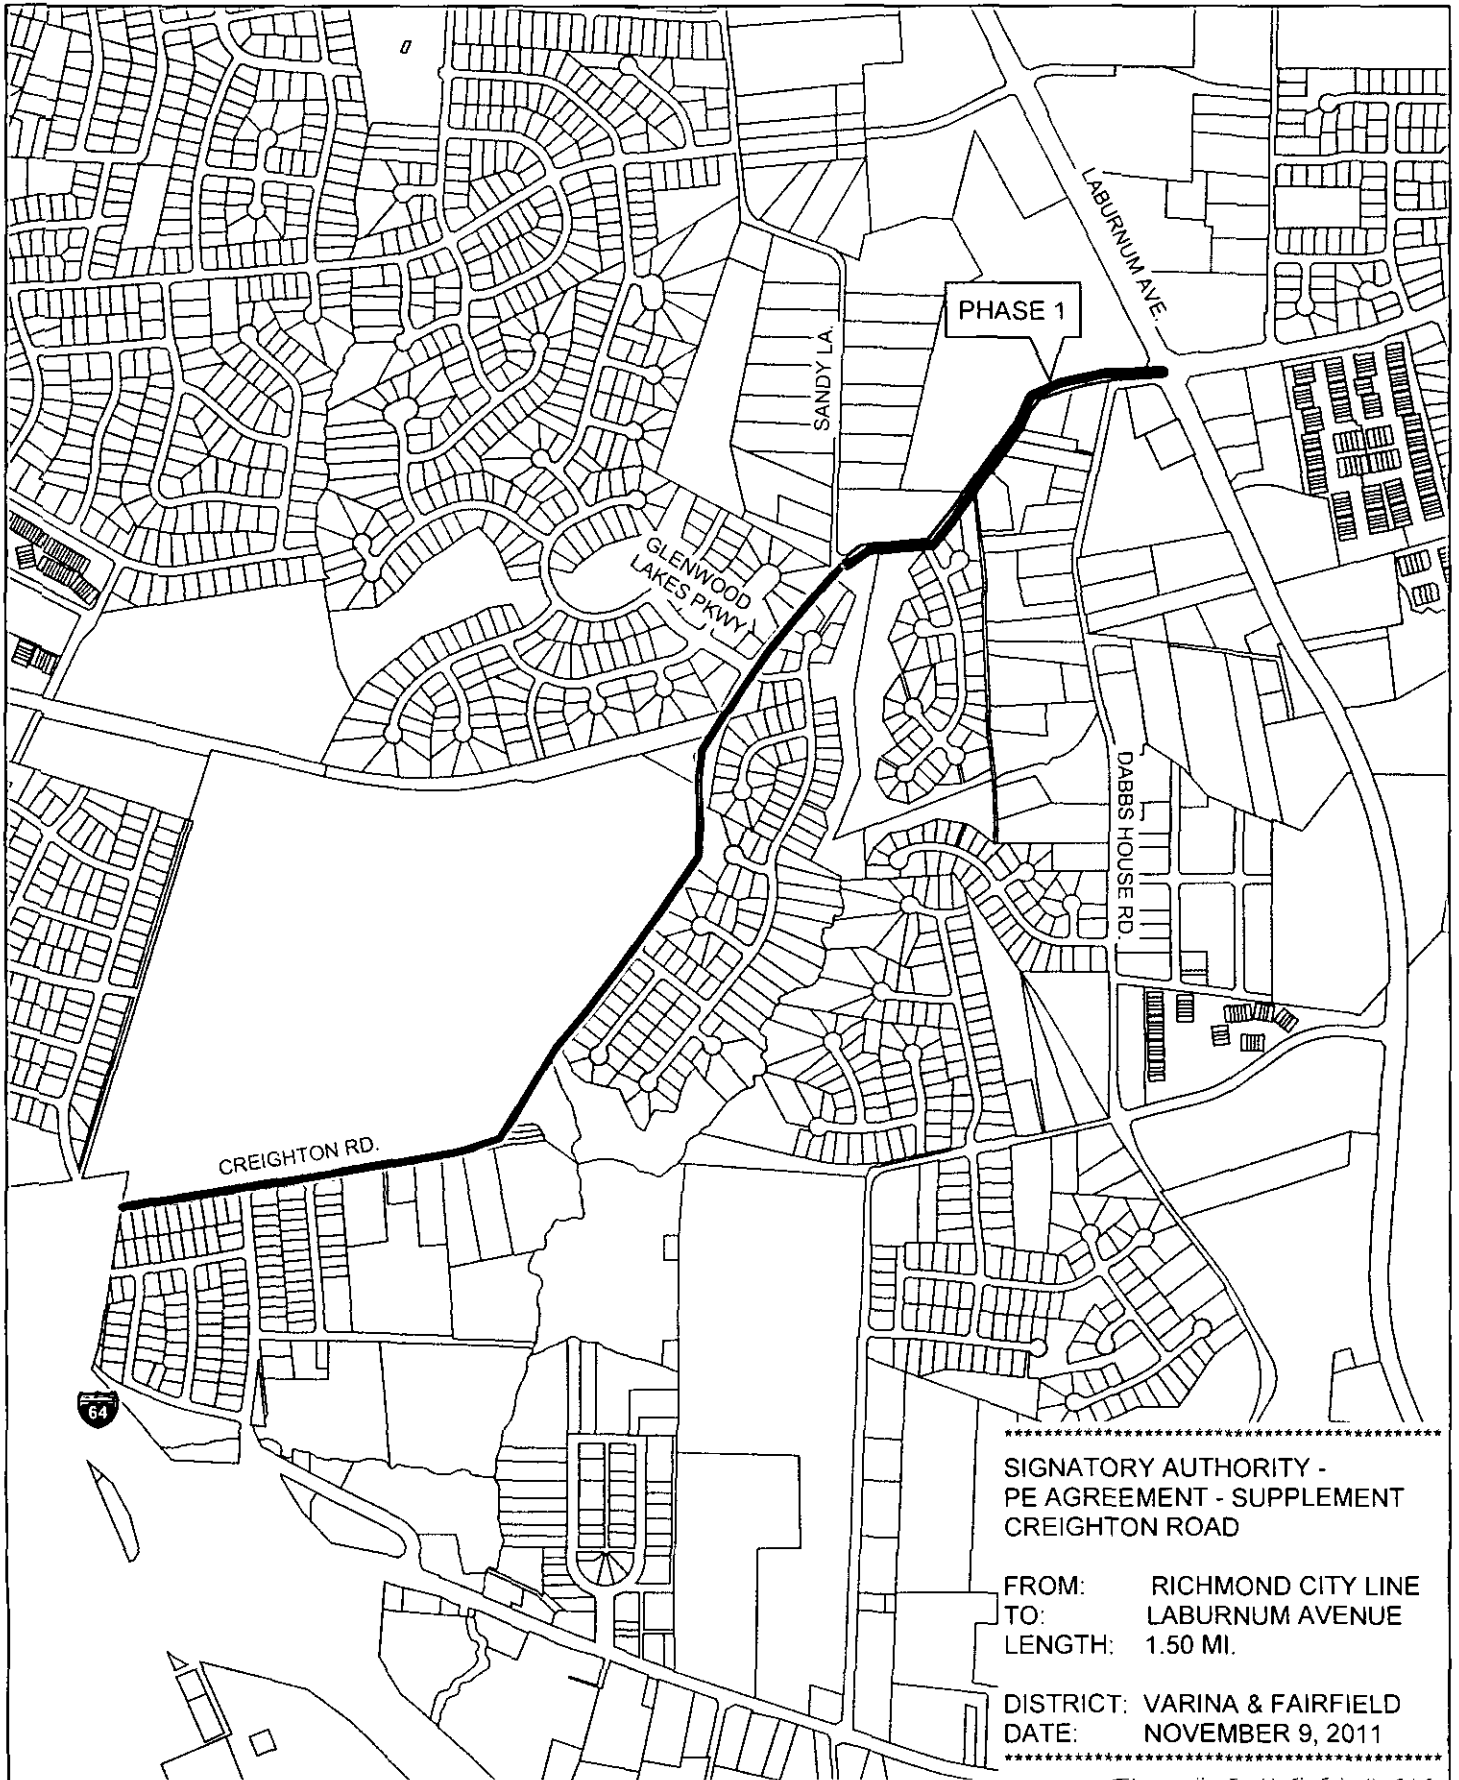 LABURNUM AVE.
PHASE 1
SANDY LA.
GLENWOOD
LAKES PKWY
DABBS HOUSE RD.
CREIGHTON RD.
64
******************************************
SIGNATORY AUTHORITY -
PE AGREEMENT - SUPPLEMENT
CREIGHTON ROAD
FROM: RICHMOND CITY LINE
TO: LABURNUM AVENUE
LENGTH: 1.50 MI.
DISTRICT: VARINA & FAIRFIELD
DATE: NOVEMBER 9, 2011
******************************************